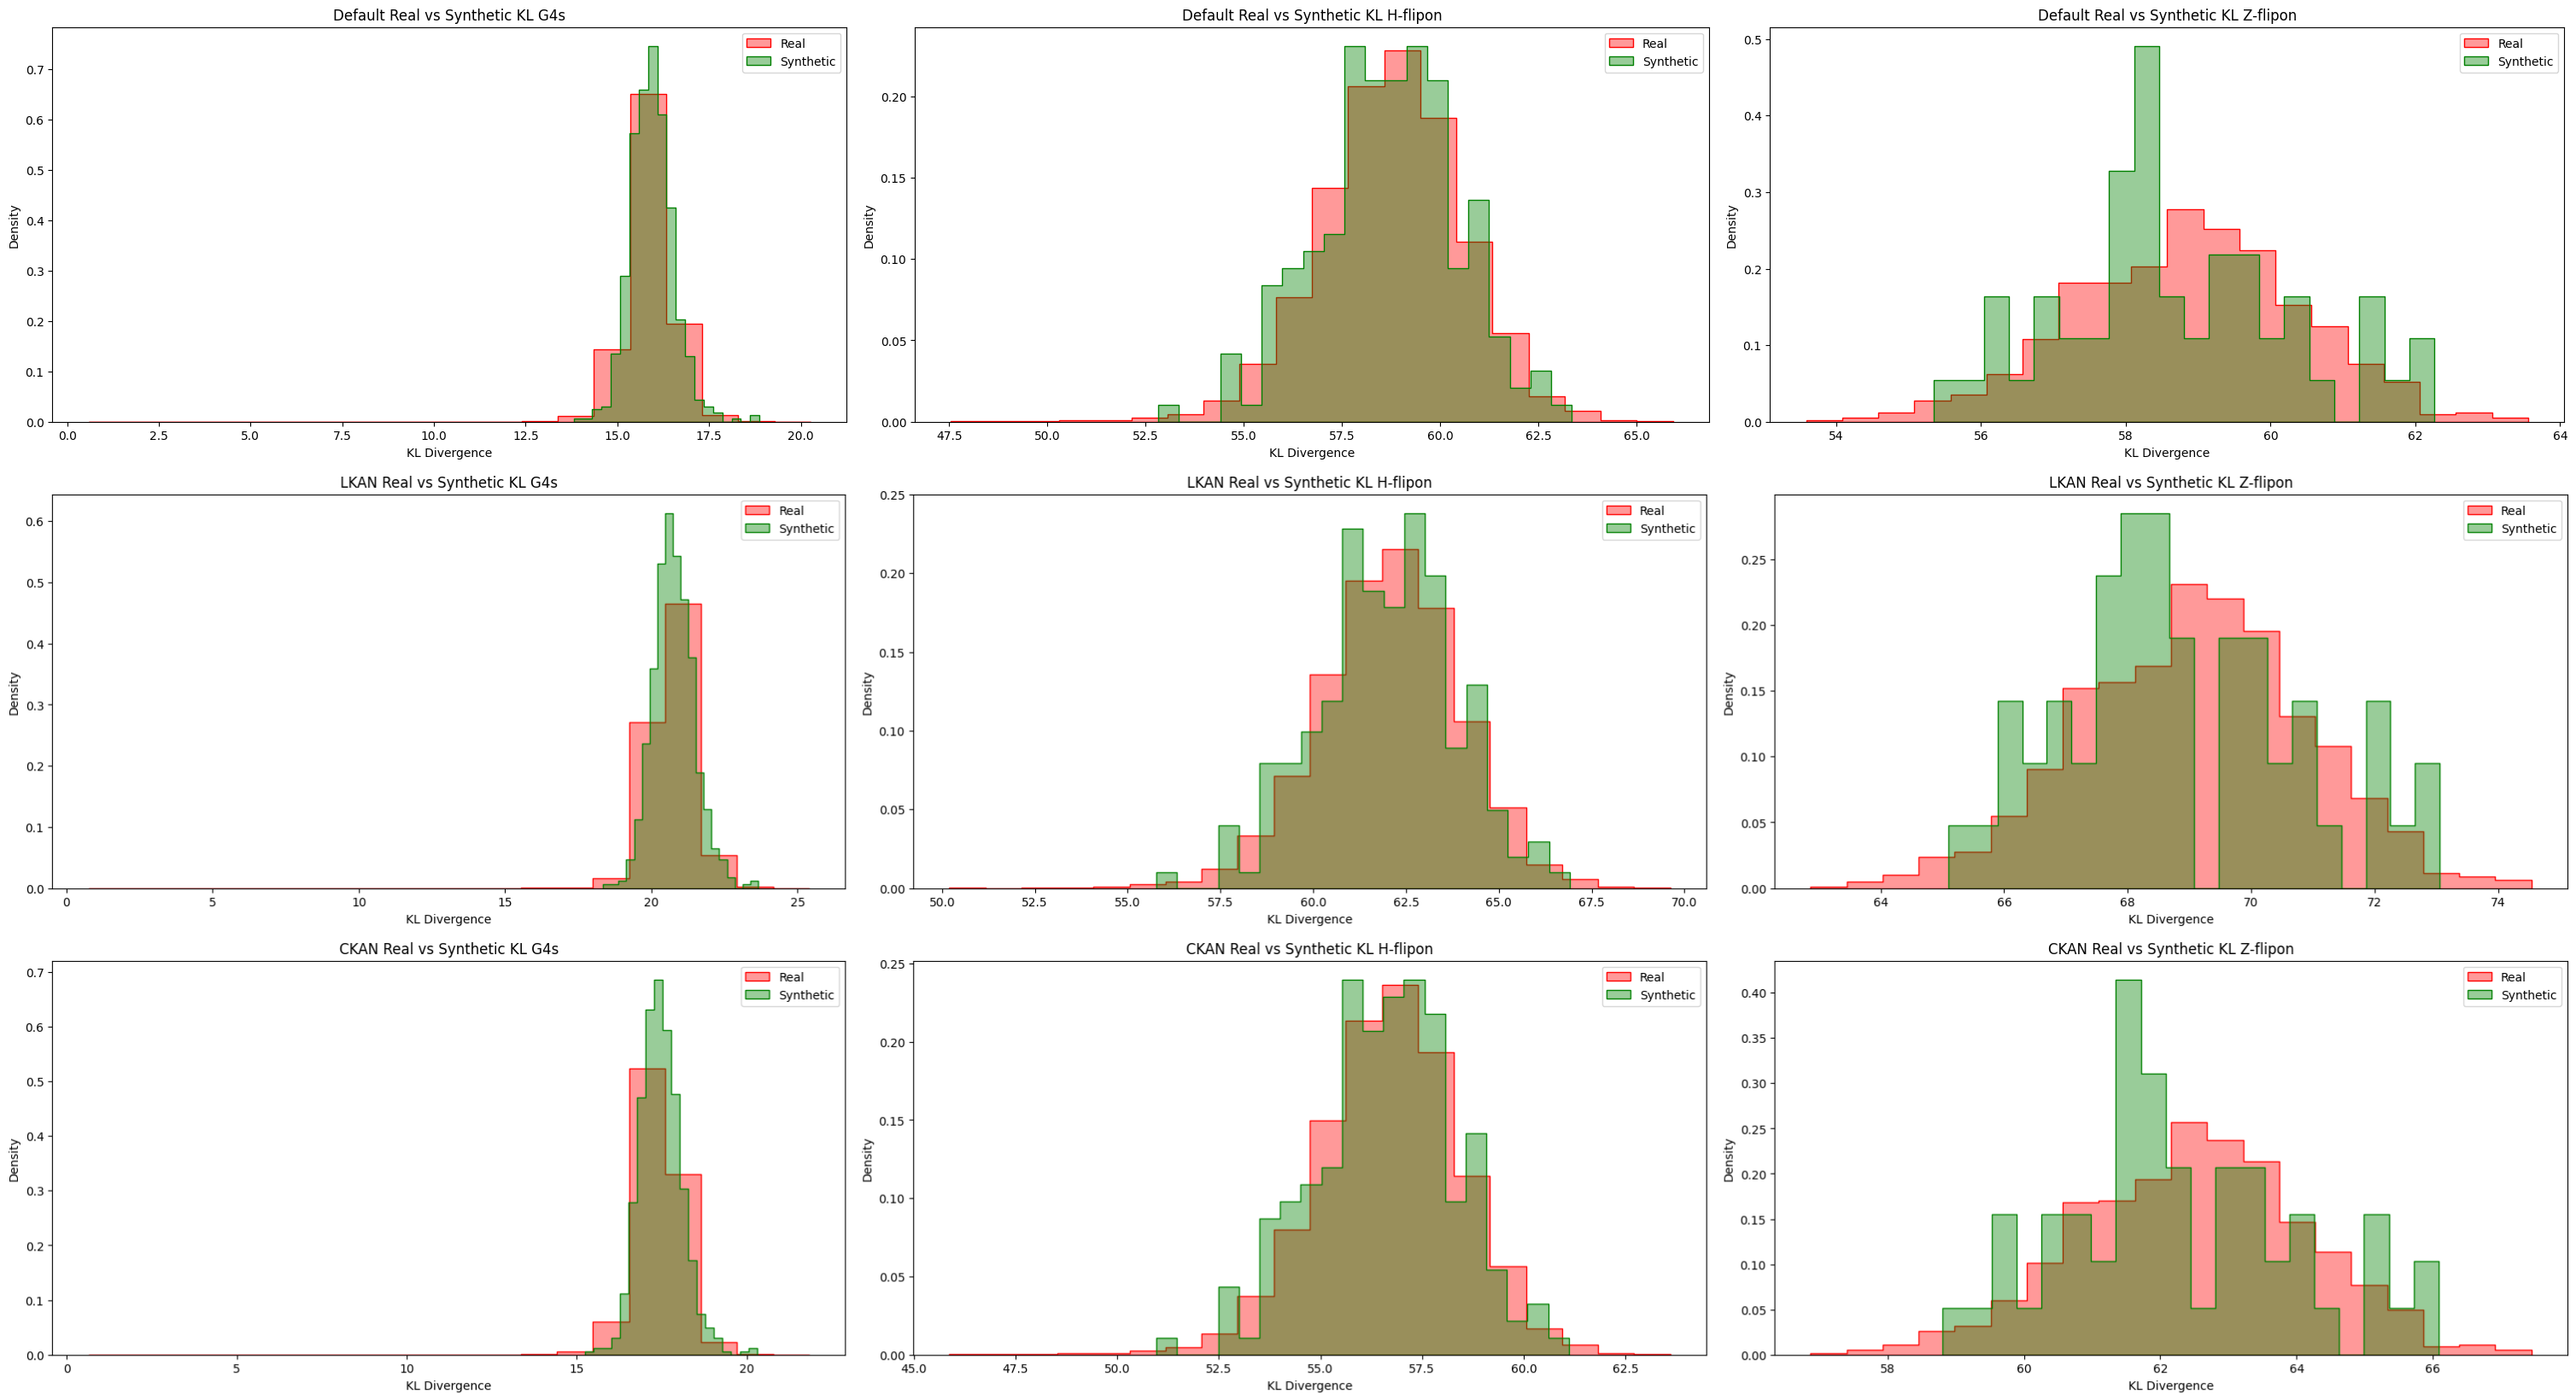 Default Real vs Synthetic KL G4s
Real
Synthetic
Density
0.7
0.6
0.5
0.4
0.3
0.2
0.1
0.0
0.0 2.5 5.0 7.5 10.0 12.5 15.0 17.5 20.0
KL Divergence
Default Real vs Synthetic KL H-flipon
Real
Synthetic
Density
0.20
0.15
0.10
0.05
0.00
47.5 50.0 52.5 55.0 57.5 60.0 62.5 65.0
KL Divergence
Default Real vs Synthetic KL Z-flipon
Real
Synthetic
Density
0.5
0.4
0.3
0.2
0.1
0.0
54 56 58 60 62 64
KL Divergence
LKAN Real vs Synthetic KL G4s
Real
Synthetic
Density
0.6
0.5
0.4
0.3
0.2
0.1
0.0
0 5 10 15 20 25
KL Divergence
LKAN Real vs Synthetic KL H-flipon
Real
Synthetic
Density
0.25
0.20
0.15
0.10
0.05
0.00
50.0 52.5 55.0 57.5 60.0 62.5 65.0 67.5 70.0
KL Divergence
LKAN Real vs Synthetic KL Z-flipon
Real
Synthetic
Density
0.25
0.20
0.15
0.10
0.05
0.00
64 66 68 70 72 74
KL Divergence
CKAN Real vs Synthetic KL G4s
Real
Synthetic
Density
0.7
0.6
0.5
0.4
0.3
0.2
0.1
0.0
0 5 10 15 20
KL Divergence
CKAN Real vs Synthetic KL H-flipon
Real
Synthetic
Density
0.25
0.20
0.15
0.10
0.05
0.00
45.0 47.5 50.0 52.5 55.0 57.5 60.0 62.5
KL Divergence
CKAN Real vs Synthetic KL Z-flipon
Real
Synthetic
Density
0.40
0.35
0.30
0.25
0.20
0.15
0.10
0.05
0.00
58 60 62 64 66
KL Divergence